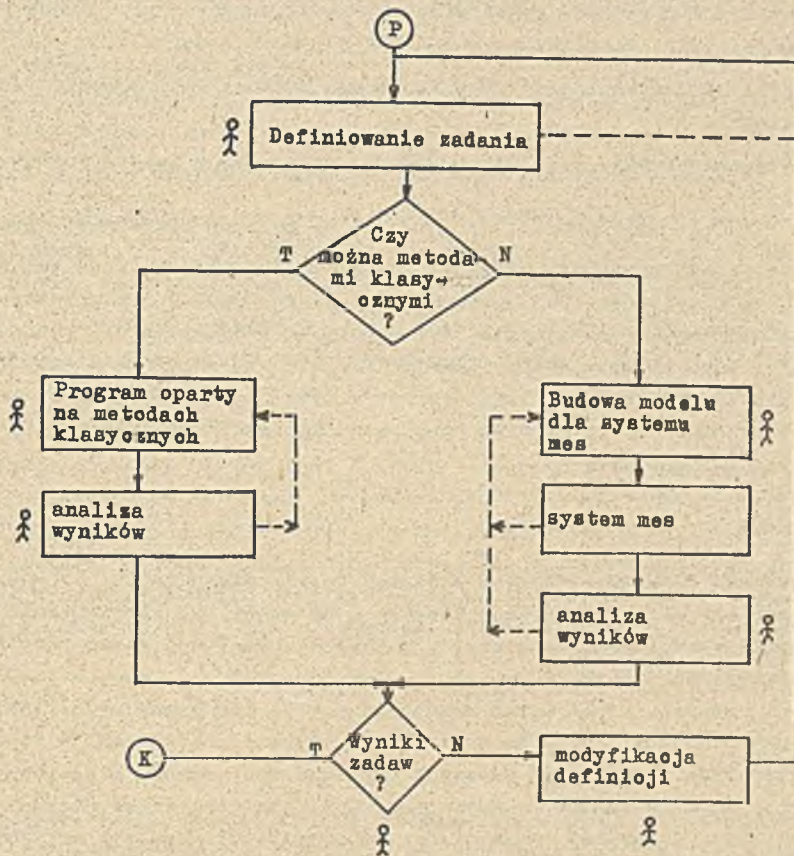 P
Definiowanie zadania
Czy
można metoda
mi klasy-
cznymi
?
T
N
Program oparty
na metodach
klasycznych
analiza
wyników
Budowa modelu
dla systemu
mes
system mes
analiza
wyników
K
T
Wyniki
zadaw
?
N
modyfikacja
definicji